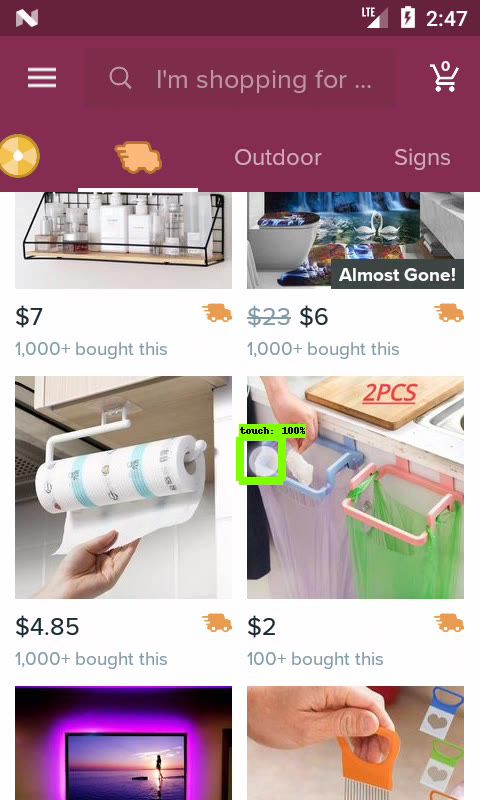 LTE 2:47
I'm shopping for ...
0
Outdoor
Signs
Almost Gone!
$7
1,000+ bought this
$23 $6
1,000+ bought this
2PCS
touch: 100%
$4.85
1,000+ bought this
$2
100+ bought this